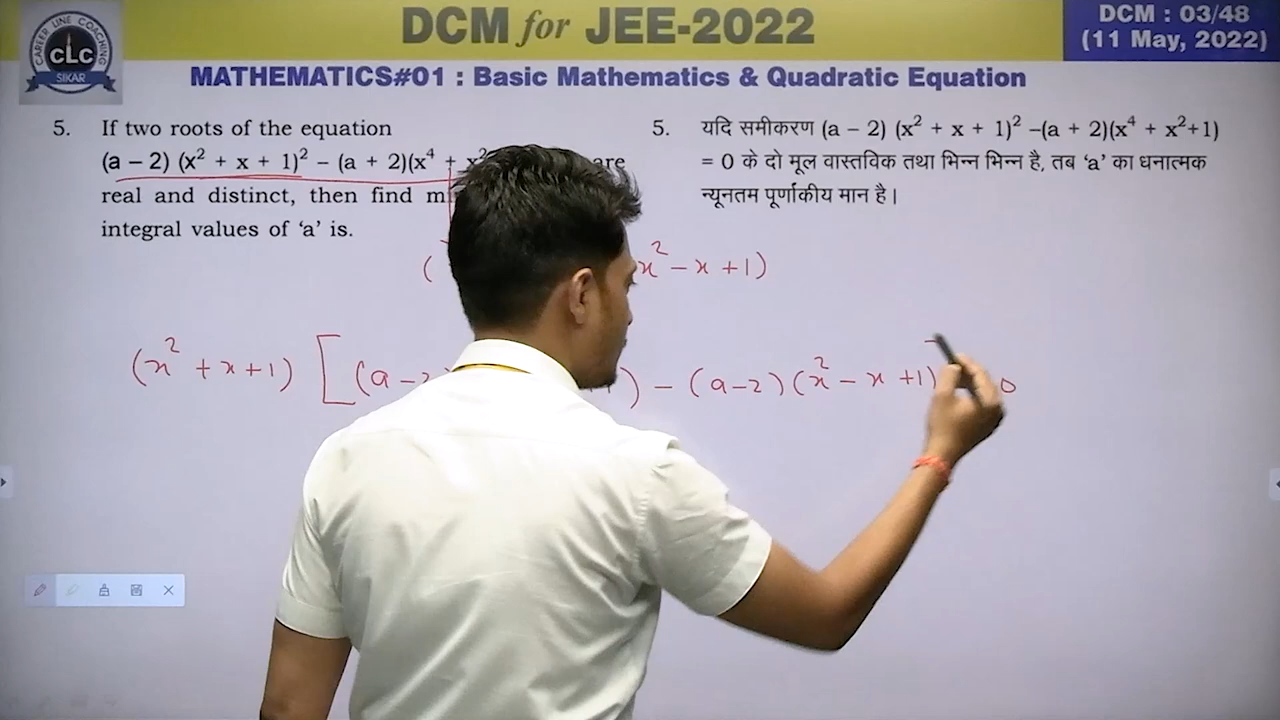 DCM for JEE-2022
DCM : 03/48
(11 May, 2022)
CAREER LINE COACHING
CLC
SIKAR
MATHEMATICS#01 : Basic Mathematics & Quadratic Equation
5. If two roots of the equation
(a – 2) (x² + x + 1)² – (a + 2)(x⁴ + x² are
real and distinct, then find
integral values of ‘a’ is.
5. यदि समीकरण (a – 2) (x² + x + 1)² –(a + 2)(x⁴ + x²+1)
= 0 के दो मूल वास्तविक तथा भिन्न भिन्न है, तब ‘a’ का धनात्मक
न्यूनतम पूर्णांकीय मान है।
( x² – x + 1)
(x² + x + 1) [ (a – 2 ) – (a – 2)(x² – x + 1) 0